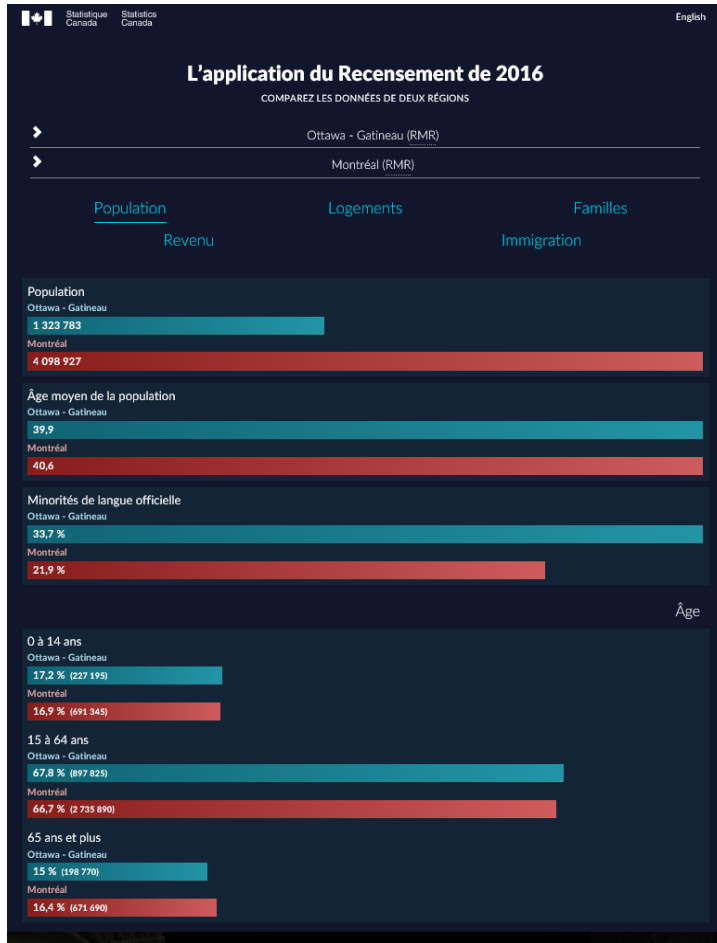 Statistique Canada
Statistics Canada
English
L’application du Recensement de 2016
COMPAREZ LES DONNÉES DE DEUX RÉGIONS
Ottawa - Gatineau (RMR)
Montréal (RMR)
Population Logements Familles
Revenu Immigration
Population
Ottawa - Gatineau
1 323 783
Montréal
4 098 927
Âge moyen de la population
Ottawa - Gatineau
39,9
Montréal
40,6
Minorités de langue officielle
Ottawa - Gatineau
33,7 %
Montréal
21,9 %
Âge
0 à 14 ans
Ottawa - Gatineau
17,2 % (227 195)
Montréal
16,9 % (691 345)
15 à 64 ans
Ottawa - Gatineau
67,8 % (897 825)
Montréal
66,7 % (2 735 890)
65 ans et plus
Ottawa - Gatineau
15 % (198 770)
Montréal
16,4 % (671 690)